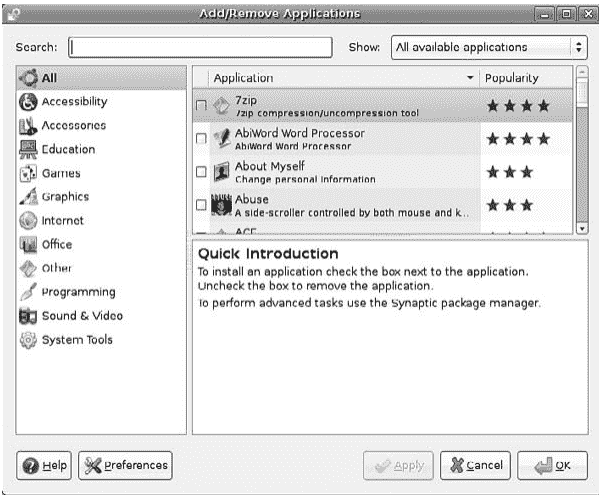 Add/Remove Applications
Search:
Show: All available applications
All
Accessibility
Accessories
Education
Games
Graphics
Internet
Office
Other
Programming
Sound & Video
System Tools
Application Popularity
7zip
7zip compression/uncompression tool
AbiWord Word Processor
AbiWord Word Processor
About Myself
Change personal information
Abuse
A side-scroller controlled by both mouse and k...
ACE
Quick Introduction
To install an application check the box next to the application.
Uncheck the box to remove the application.
To perform advanced tasks use the Synaptic package manager.
Help Preferences Apply Cancel OK